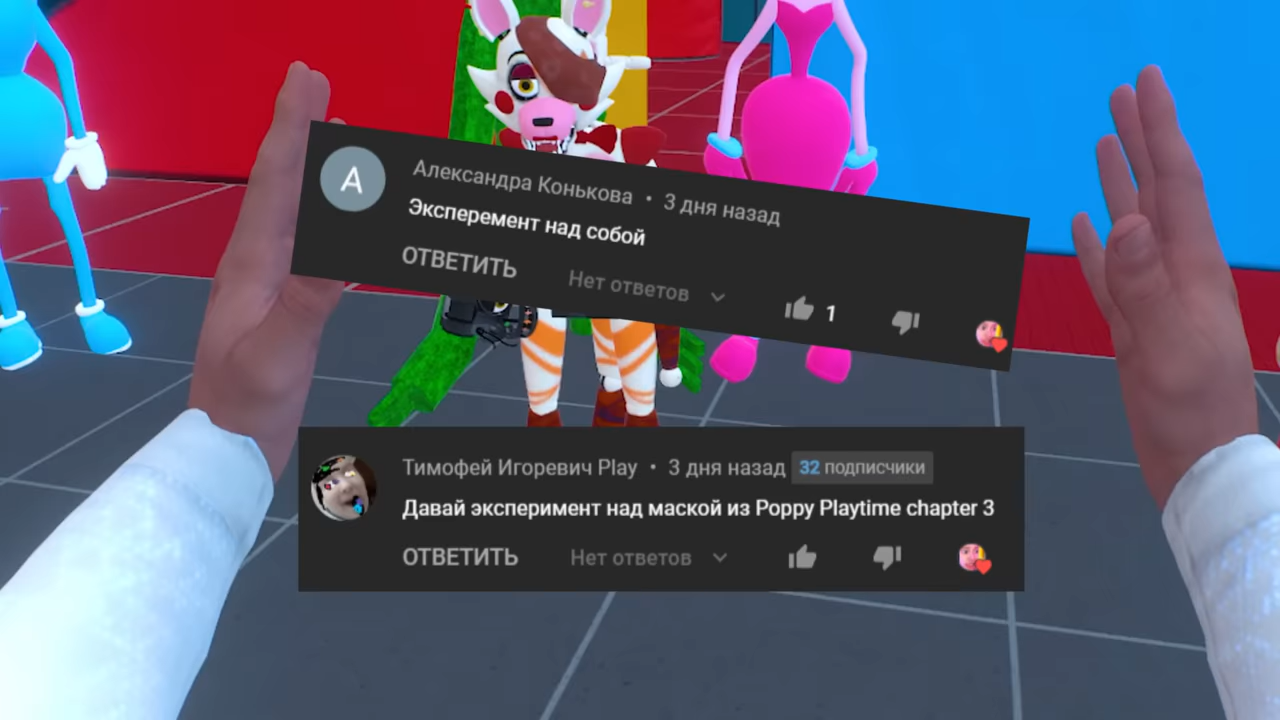 А
Александра Конькова • 3 дня назад
Эксперемент над собой
ОТВЕТИТЬ Нет ответов 1
Тимофей Игоревич Play • 3 дня назад 32 подписчики
Давай эксперимент над маской из Poppy Playtime chapter 3
ОТВЕТИТЬ Нет ответов